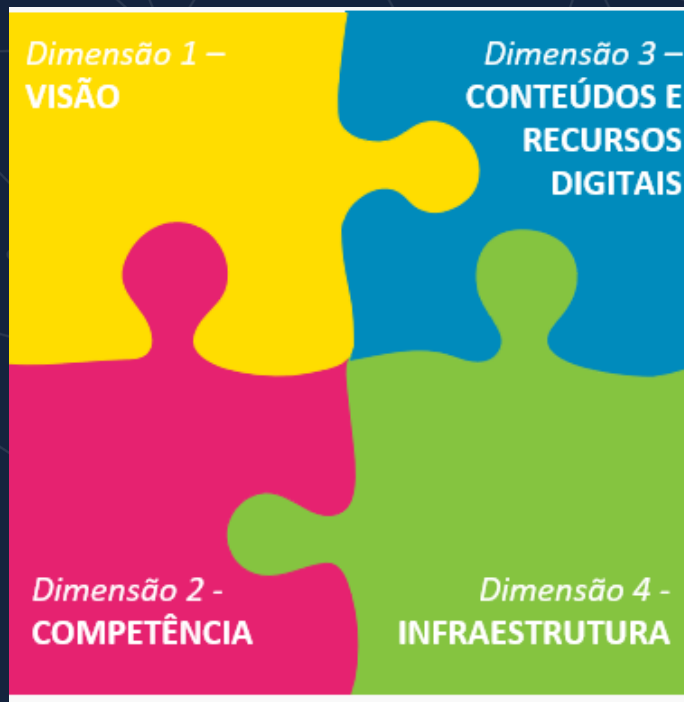 Dimensão 1 –
VISÃO
Dimensão 3 –
CONTEÚDOS E
RECURSOS
DIGITAIS
Dimensão 2 -
COMPETÊNCIA
Dimensão 4 -
INFRAESTRUTURA